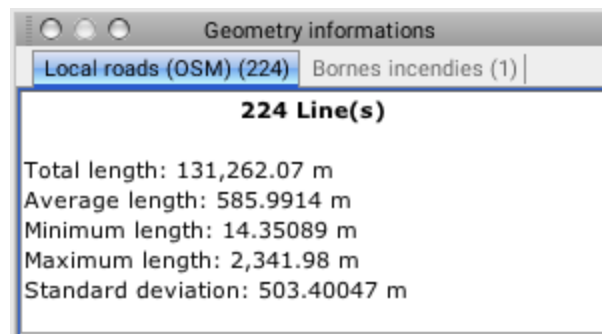 Geometry informations
Local roads (OSM) (224) Bornes incendies (1)
224 Line(s)
Total length: 131,262.07 m
Average length: 585.9914 m
Minimum length: 14.35089 m
Maximum length: 2,341.98 m
Standard deviation: 503.40047 m